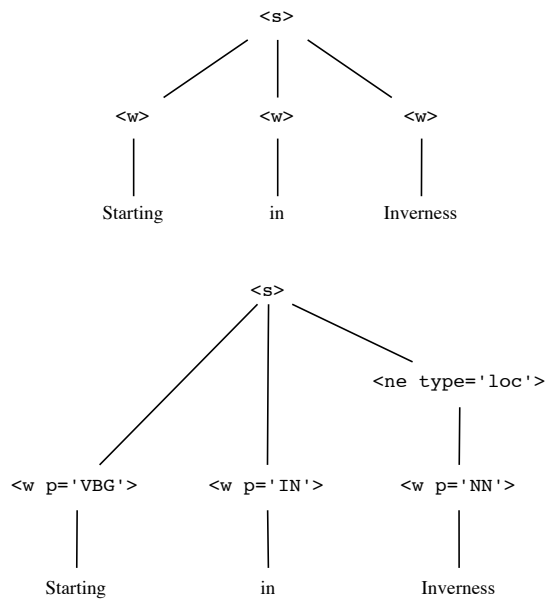 <s>
<w> <w> <w>
Starting in Inverness
<s>
<ne type='loc'>
<w p='VBG'> <w p='IN'> <w p='NN'>
Starting in Inverness